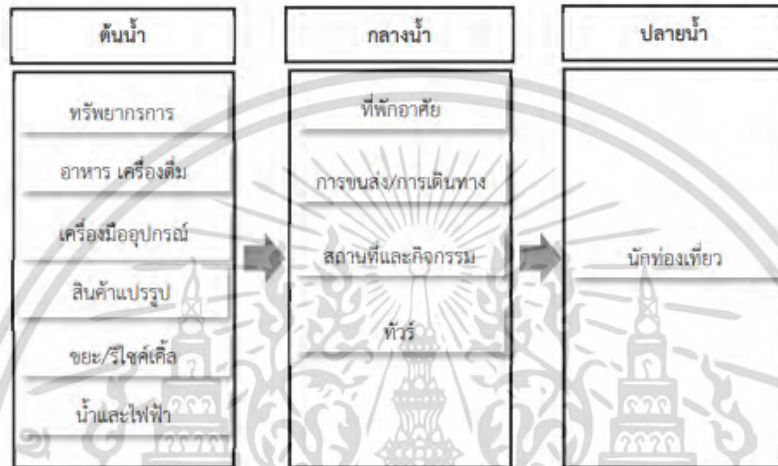 ต้นน้ำ
ทรัพยากรการ
อาหาร เครื่องดื่ม
เครื่องมืออุปกรณ์
สินค้าแปรรูป
ขยะ/รีไซค์เคิ้ล
น้ำและไฟฟ้า
กลางน้ำ
ที่พักอาศัย
การขนส่ง/การเดินทาง
สถานที่และกิจกรรม
ทัวร์
ปลายน้ำ
นักท่องเที่ยว